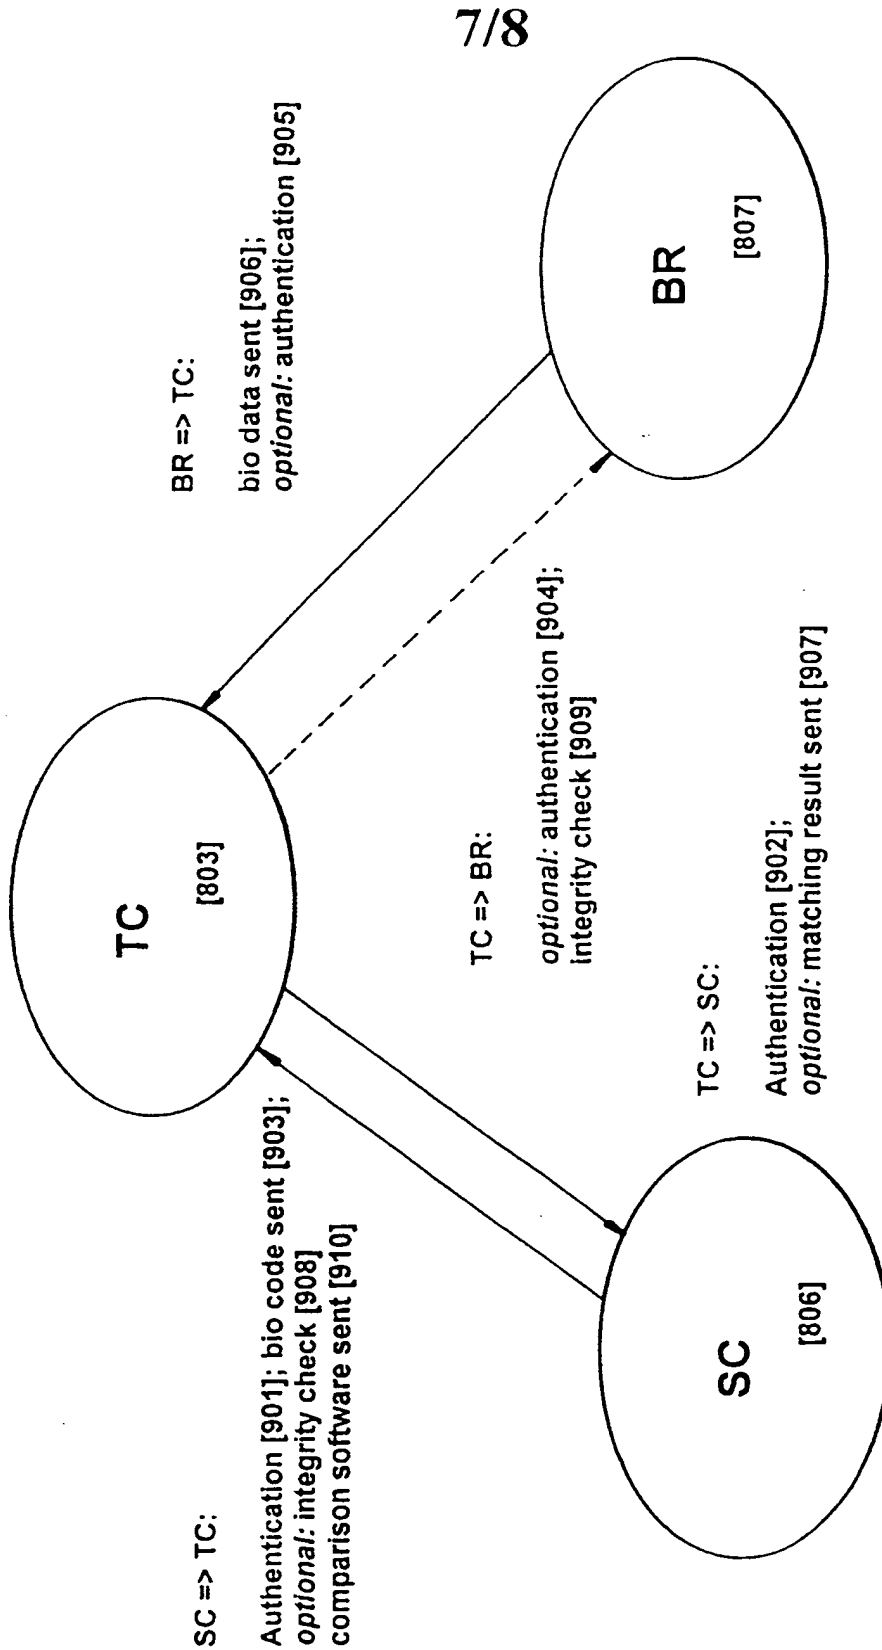 7/8
SC => TC:
Authentication [901]; bio code sent [903];
optional: integrity check [908]
comparison software sent [910]
TC
[803]
BR => TC:
bio data sent [906];
optional: authentication [905]
TC => BR:
optional: authentication [904];
integrity check [909]
SC
[806]
TC => SC:
Authentication [902];
optional: matching result sent [907]
BR
[807]